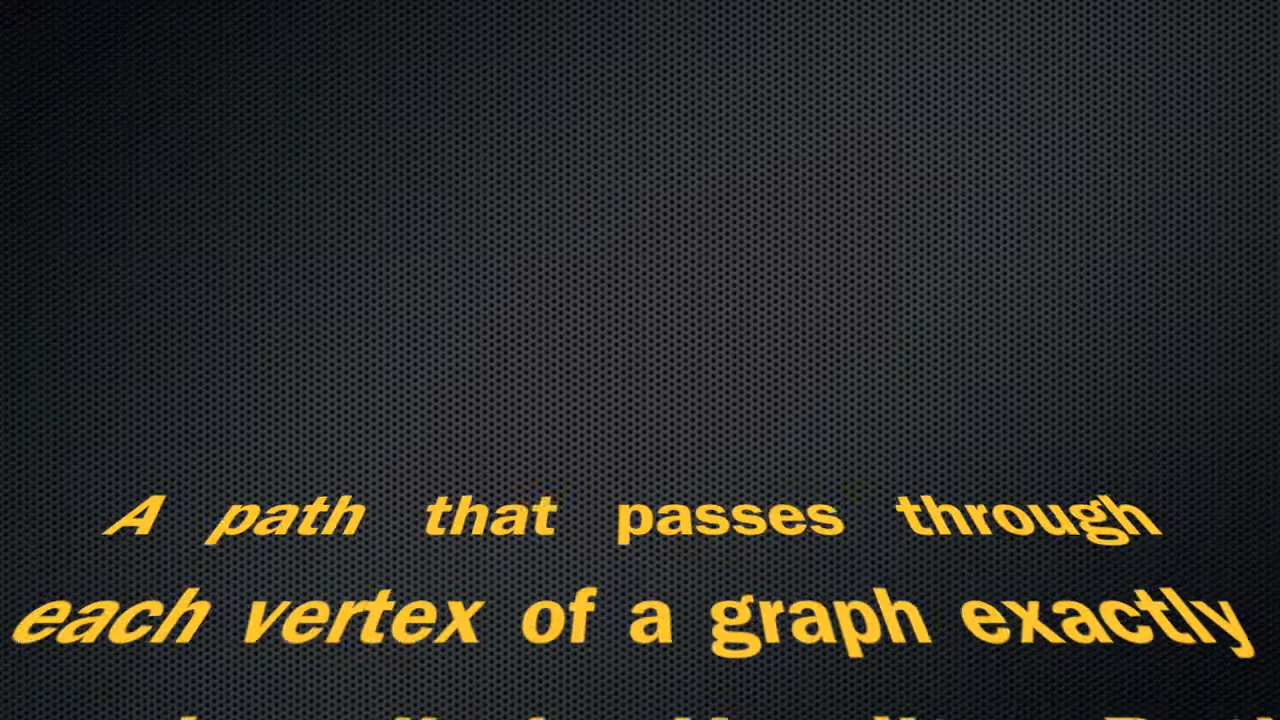 A path that passes through
each vertex of a graph exactly